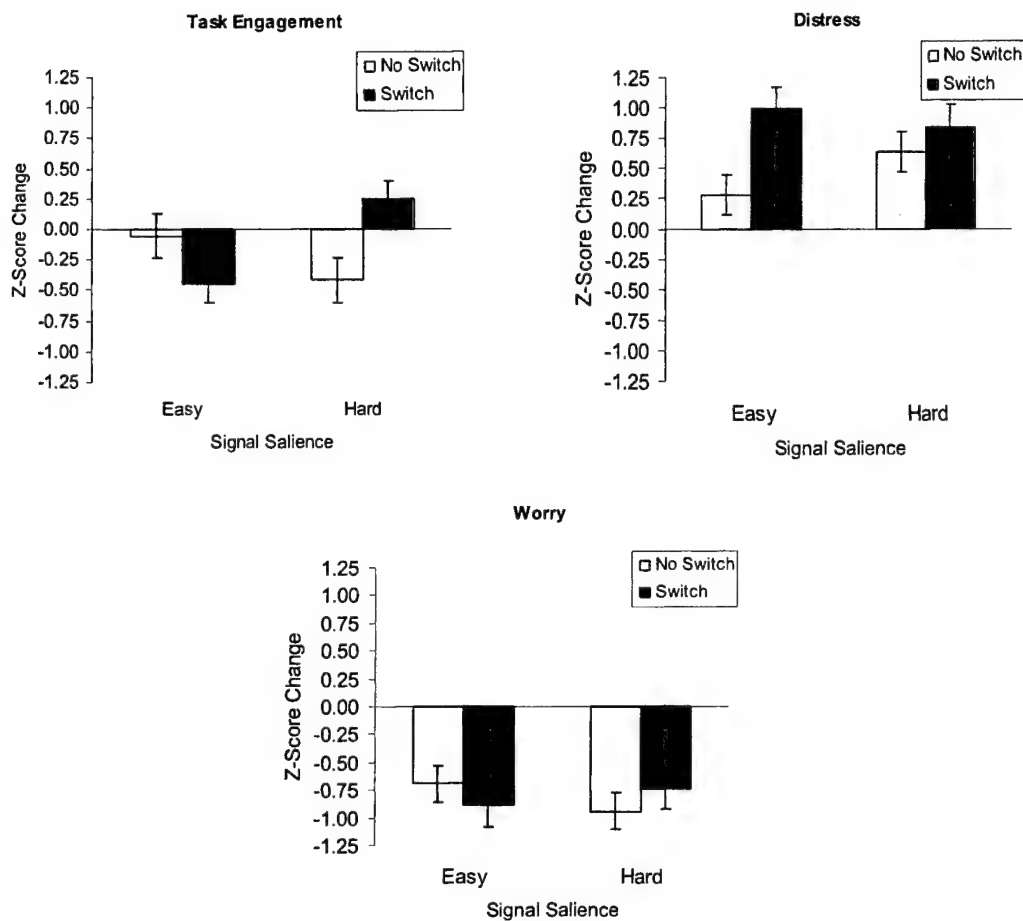 Task Engagement
No Switch
Switch
1.25
1.00
0.75
0.50
0.25
0.00
-0.25
-0.50
-0.75
-1.00
-1.25
Z-Score Change
Easy Hard
Signal Salience
Distress
No Switch
Switch
1.25
1.00
0.75
0.50
0.25
0.00
-0.25
-0.50
-0.75
-1.00
-1.25
Z-Score Change
Easy Hard
Signal Salience
Worry
No Switch
Switch
1.25
1.00
0.75
0.50
0.25
0.00
-0.25
-0.50
-0.75
-1.00
-1.25
Z-Score Change
Easy Hard
Signal Salience